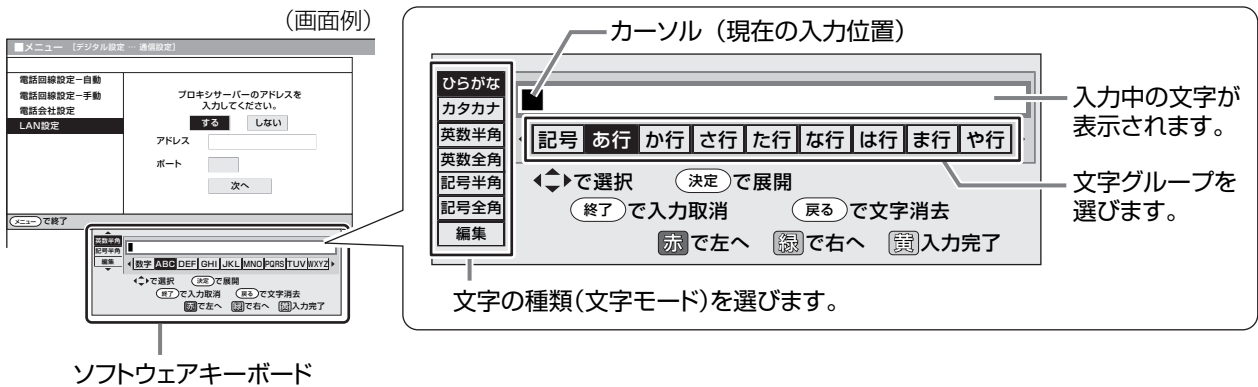 (画面例)
■メニュー [デジタル設定 … 通信設定]
電話回線設定-自動
電話回線設定-手動
電話会社設定
LAN設定
プロキシサーバーのアドレスを
入力してください。
する しない
アドレス
ポート
次へ
メニューで終了
英数半角
記号半角
編集
数字 ABC DEF GHI JKL MNO PQRS TUV WXYZ
で選択 決定で展開
終了で入力取消 戻るで文字消去
赤で左へ 緑で右へ 黄入力完了
ソフトウェアキーボード
カーソル(現在の入力位置)
ひらがな
カタカナ
英数半角
英数全角
記号半角
記号全角
編集
記号 あ行 か行 さ行 た行 な行 は行 ま行 や行
で選択 決定で展開
終了で入力取消 戻るで文字消去
赤で左へ 緑で右へ 黄入力完了
入力中の文字が
表示されます。
文字グループを
選びます。
文字の種類(文字モード)を選びます。